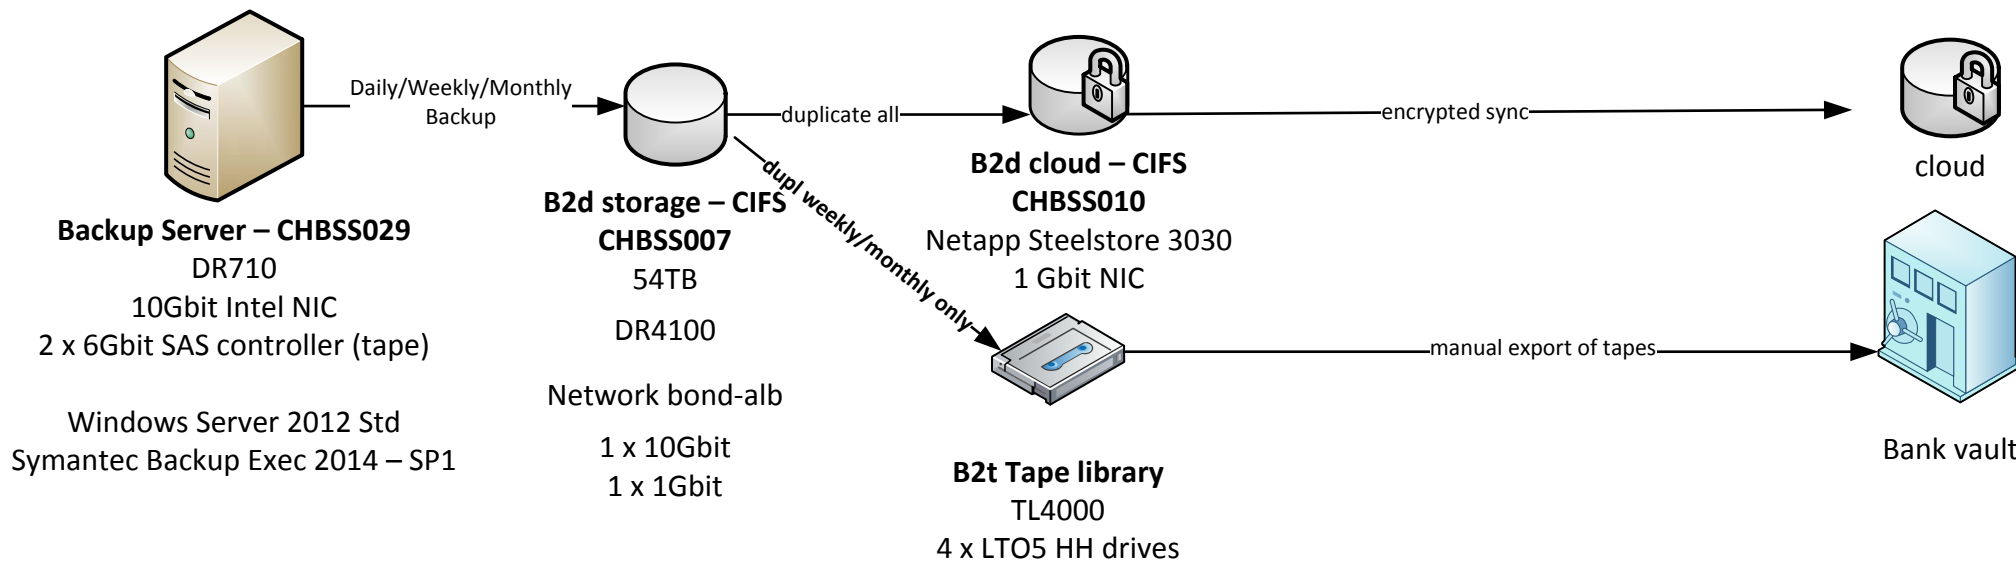 Daily/Weekly/Monthly
Backup
duplicate all
encrypted sync
dupl weekly/monthly only
manual export of tapes
Backup Server – CHBSS029
DR710
10Gbit Intel NIC
2 x 6Gbit SAS controller (tape)
Windows Server 2012 Std
Symantec Backup Exec 2014 – SP1
B2d storage – CIFS
CHBSS007
54TB
DR4100
Network bond-alb
1 x 10Gbit
1 x 1Gbit
B2d cloud – CIFS
CHBSS010
Netapp Steelstore 3030
1 Gbit NIC
B2t Tape library
TL4000
4 x LTO5 HH drives
cloud
Bank vault